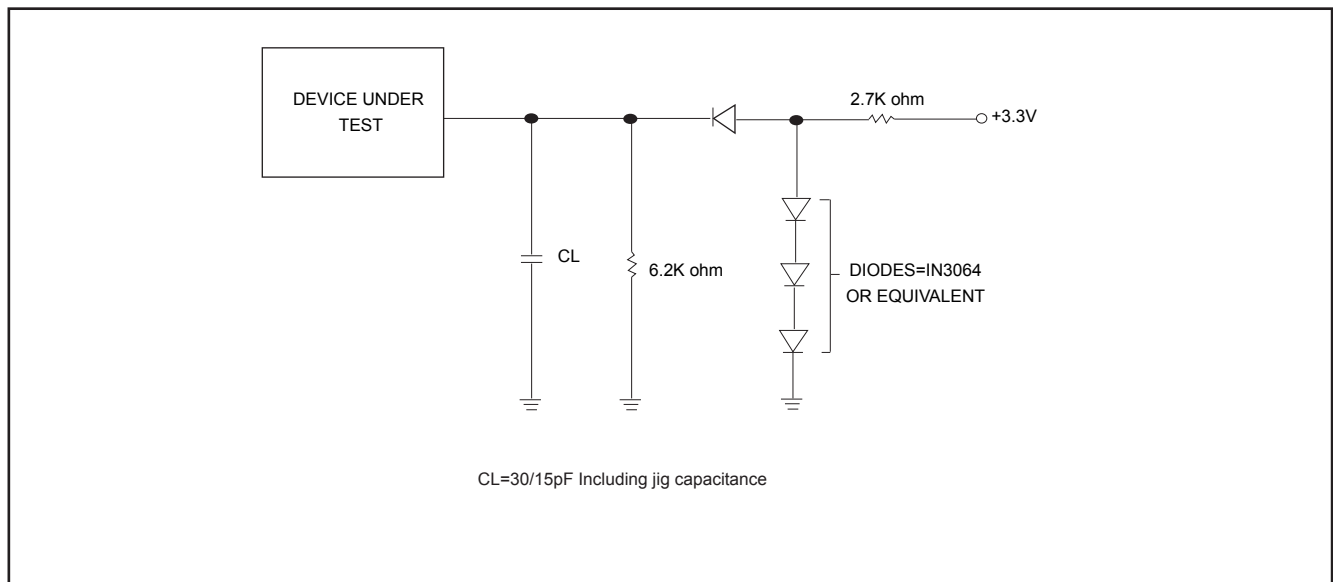 DEVICE UNDER
TEST
2.7K ohm
+3.3V
CL
6.2K ohm
DIODES=IN3064
OR EQUIVALENT
CL=30/15pF Including jig capacitance